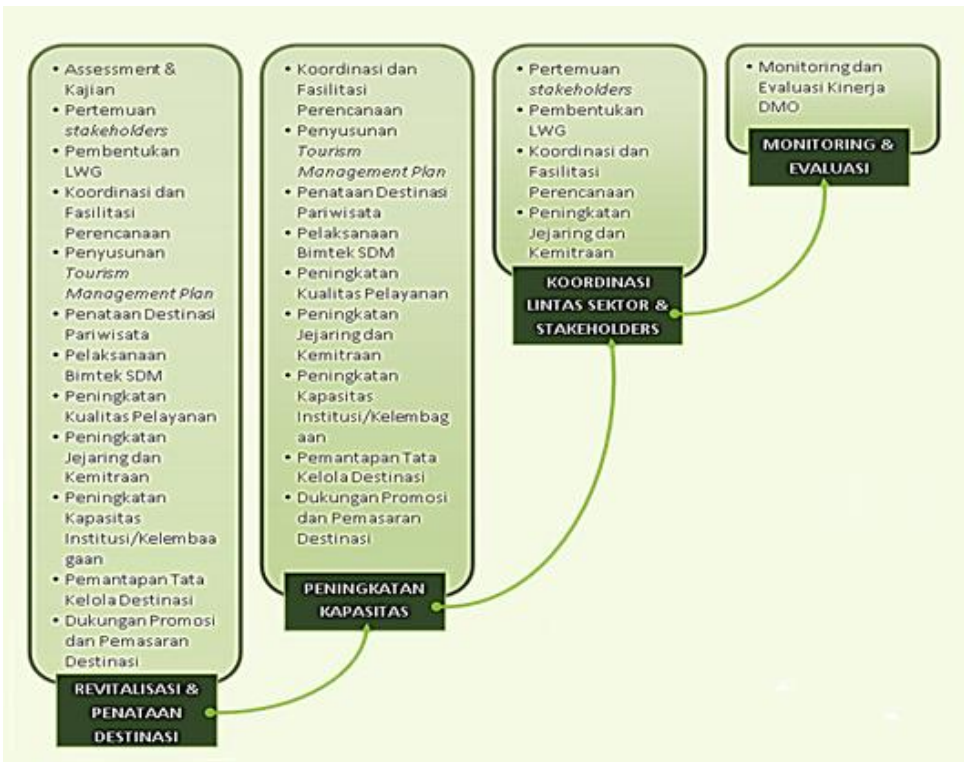 • Assessment &
Kajian
• Pertemuan
stakeholders
• Pembentukan
LWG
• Koordinasi dan
Fasilitasi
Perencanaan
• Penyusunan
Tourism
Management Plan
• Penataan Destinasi
Pariwisata
• Pelaksanaan
Bimtek SDM
• Peningkatan
Kualitas Pelayanan
• Peningkatan
Jejaring dan
Kemitraan
• Peningkatan
Kapasitas
Institusi/Kelembaa
gaan
• Pemantapan Tata
Kelola Destinasi
• Dukungan Promosi
dan Pemasaran
Destinasi
REVITALISASI &
PENATAAN
DESTINASI
• Koordinasi dan
Fasilitasi
Perencanaan
• Penyusunan
Tourism
Management Plan
• Penataan Destinasi
Pariwisata
• Pelaksanaan
Bimtek SDM
• Peningkatan
Kualitas Pelayanan
• Peningkatan
Jejaring dan
Kemitraan
• Peningkatan
Kapasitas
Institusi/Kelembag
aan
• Pemantapan Tata
Kelola Destinasi
• Dukungan Promosi
dan Pemasaran
Destinasi
PENINGKATAN
KAPASITAS
• Pertemuan
stakeholders
• Pembentukan
LWG
• Koordinasi dan
Fasilitasi
Perencanaan
• Peningkatan
Jejaring dan
Kemitraan
KOORDINASI
LINTAS SEKTOR &
STAKEHOLDERS
• Monitoring dan
Evaluasi Kinerja
DMO
MONITORING &
EVALUASI